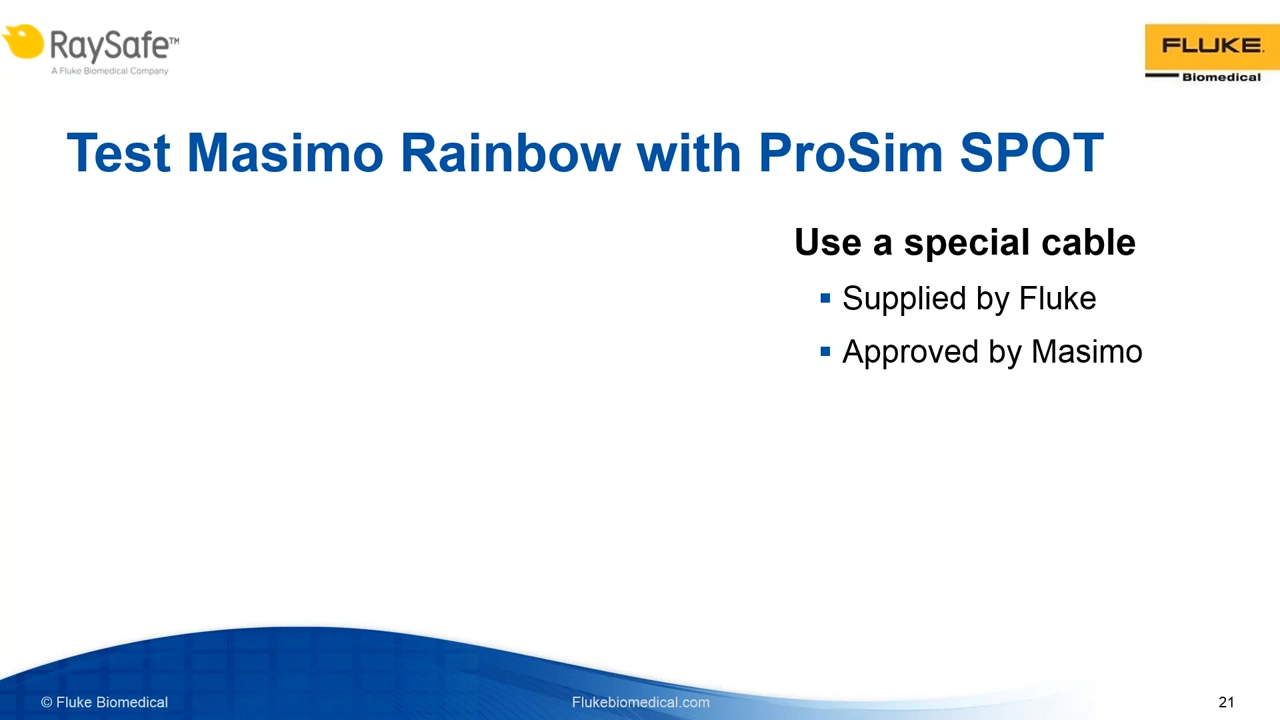 RaySafe™
A Fluke Biomedical Company
FLUKE®
Biomedical
Test Masimo Rainbow with ProSim SPOT
Use a special cable
▪ Supplied by Fluke
▪ Approved by Masimo
© Fluke Biomedical
Flukebiomedical.com
21